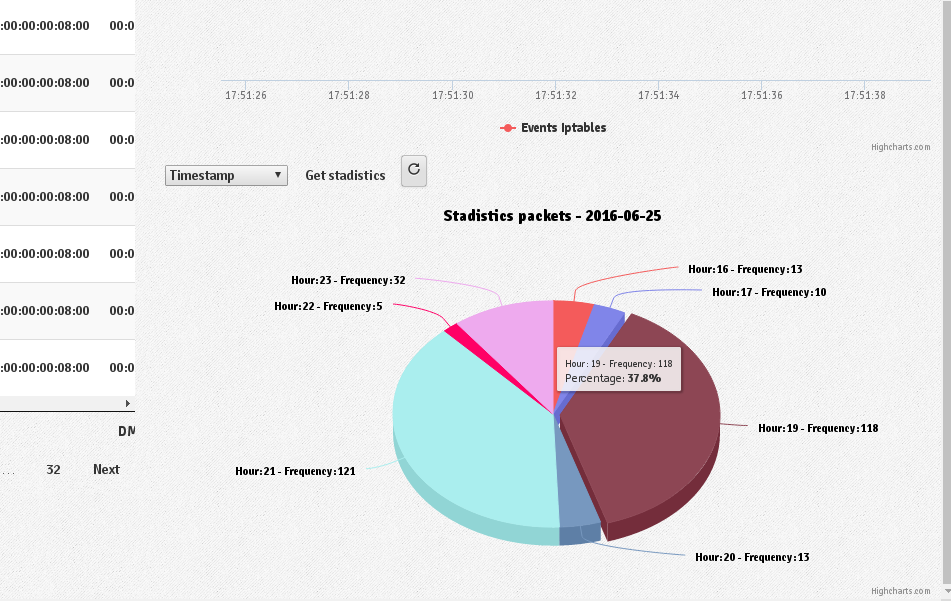 :00:00:00:08:00 00:0
:00:00:00:08:00 00:0
:00:00:00:08:00 00:0
:00:00:00:08:00 00:0
:00:00:00:08:00 00:0
:00:00:00:08:00 00:0
:00:00:00:08:00 00:0
DM
... 32 Next
17:51:26 17:51:28 17:51:30 17:51:32 17:51:34 17:51:36 17:51:38
Events Iptables
Highcharts.com
Timestamp Get stadistics
Stadistics packets - 2016-06-25
Hour:16 - Frequency:13
Hour:23 - Frequency:32
Hour:17 - Frequency:10
Hour:22 - Frequency:5
Hour: 19 - Frequency: 118
Percentage: 37.8%
Hour:19 - Frequency:118
Hour:21 - Frequency:121
Hour:20 - Frequency:13
Highcharts.com